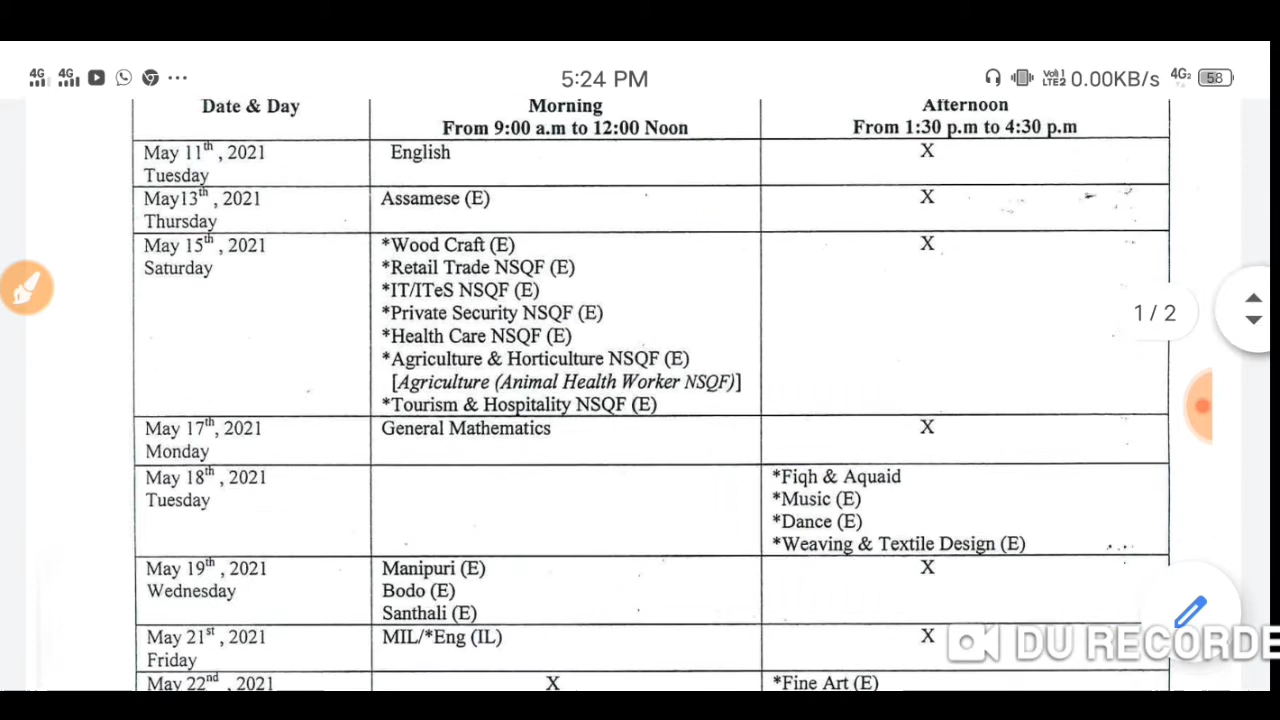 4G 4G 5:24 PM 0.00KB/s 4G2 58
Date & Day Morning Afternoon
From 9:00 a.m to 12:00 Noon From 1:30 p.m to 4:30 p.m
May 11th , 2021 English X
Tuesday
May13th , 2021 Assamese (E) X
Thursday
May 15th , 2021 *Wood Craft (E) X
Saturday *Retail Trade NSQF (E)
*IT/ITeS NSQF (E)
*Private Security NSQF (E)
1 / 2
*Health Care NSQF (E)
*Agriculture & Horticulture NSQF (E)
[Agriculture (Animal Health Worker NSQF)]
*Tourism & Hospitality NSQF (E)
May 17th, 2021 General Mathematics X
Monday
May 18th , 2021 *Fiqh & Aquaid
Tuesday *Music (E)
*Dance (E)
*Weaving & Textile Design (E)
May 19th , 2021 Manipuri (E) X
Wednesday Bodo (E)
Santhali (E)
May 21st , 2021 MIL/*Eng (IL) X
Friday
DU RECORDE
May 22nd , 2021 X *Fine Art (E)